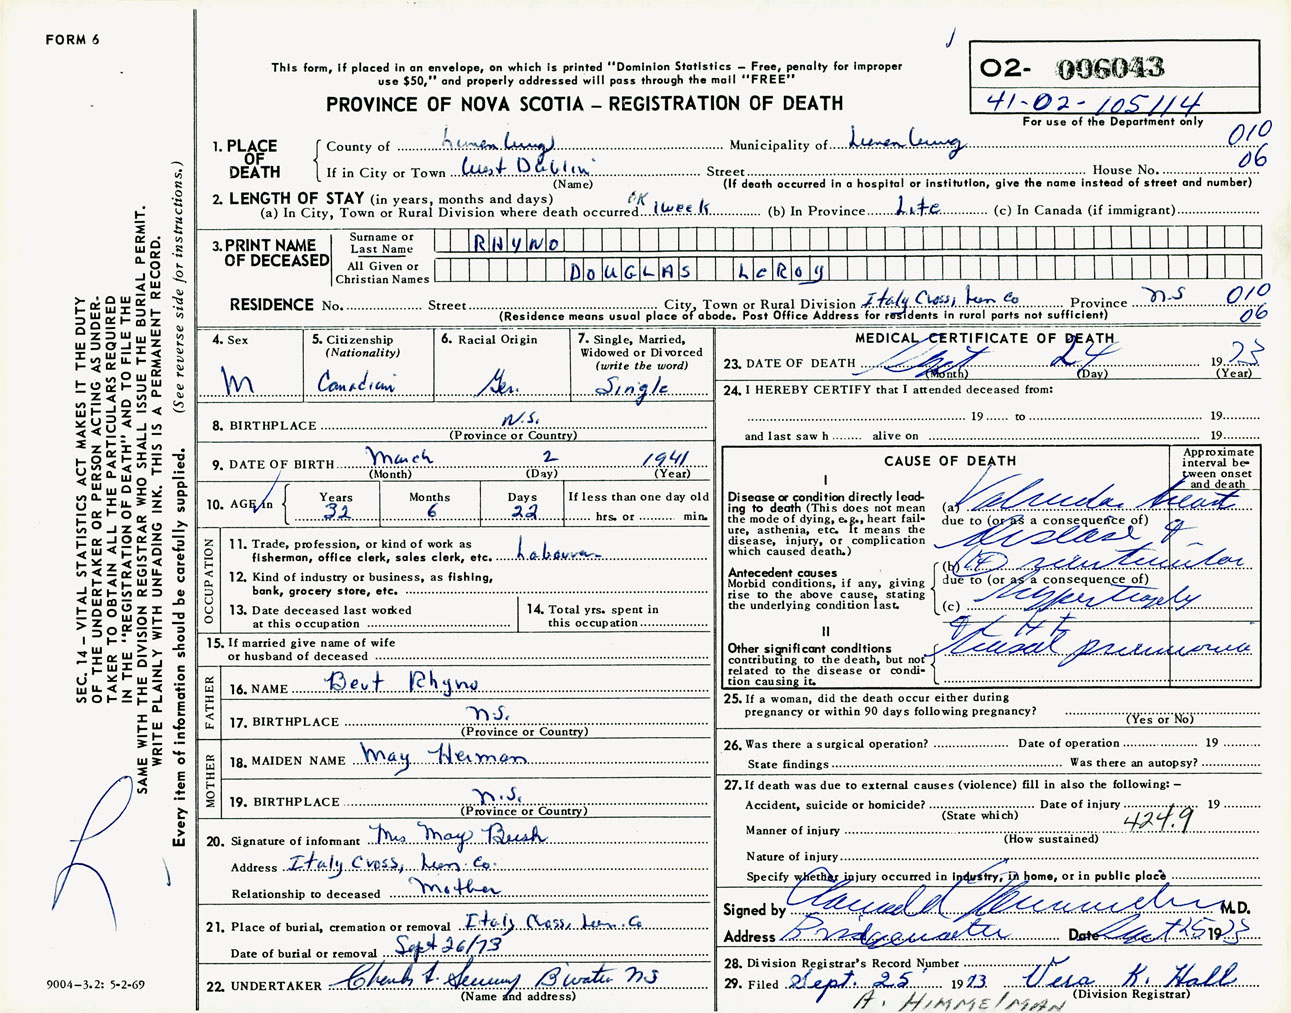 FORM 6
This form, if placed in an envelope, on which is printed "Dominion Statistics – Free, penalty for improper
use $50," and properly addressed will pass through the mail "FREE"
PROVINCE OF NOVA SCOTIA – REGISTRATION OF DEATH
02- 006043
41-02-105114
For use of the Department only
1. PLACE OF DEATH
County of Lunenburg Municipality of Lunenburg 010
If in City or Town West Dublin Street House No. 06
(Name) (If death occurred in a hospital or institution, give the name instead of street and number)
2. LENGTH OF STAY (in years, months and days)
(a) In City, Town or Rural Division where death occurred OK 1 week (b) In Province Life (c) In Canada (if immigrant)
3. PRINT NAME OF DECEASED
Surname or Last Name RHYNO
All Given or Christian Names DOUGLAS LeROY
RESIDENCE No. Street City, Town or Rural Division Italy Cross, Lun Co Province N.S 010
(Residence means usual place of abode. Post Office Address for residents in rural parts not sufficient) 06
4. Sex M
5. Citizenship (Nationality) Canadian
6. Racial Origin Ger.
7. Single, Married, Widowed or Divorced (write the word) Single
8. BIRTHPLACE N.S.
(Province or Country)
9. DATE OF BIRTH March 2 1941
(Month) (Day) (Year)
10. AGE in Years 32 Months 6 Days 22 If less than one day old hrs. or min.
OCCUPATION
11. Trade, profession, or kind of work as
fisherman, office clerk, sales clerk, etc. Labourer
12. Kind of industry or business, as fishing,
bank, grocery store, etc.
13. Date deceased last worked
at this occupation
14. Total yrs. spent in
this occupation
15. If married give name of wife
or husband of deceased
FATHER
16. NAME Bert Rhyno
17. BIRTHPLACE N.S.
(Province or Country)
MOTHER
18. MAIDEN NAME May Herman
19. BIRTHPLACE N.S.
(Province or Country)
20. Signature of informant Mrs May Bush
Address Italy Cross, Lun. Co.
Relationship to deceased Mother
21. Place of burial, cremation or removal Italy Cross, Lun. Co
Date of burial or removal Sept 26/73
22. UNDERTAKER B'water NS
(Name and address)
MEDICAL CERTIFICATE OF DEATH
23. DATE OF DEATH Sept 24 1973
(Month) (Day) (Year)
24. I HEREBY CERTIFY that I attended deceased from:
19 to 19
and last saw h alive on 19
CAUSE OF DEATH
Approximate interval between onset and death
I
Disease or condition directly leading to death (This does not mean
the mode of dying, e.g., heart failure, asthenia, etc. It means the
disease, injury, or complication
which caused death.)
(a) Valvular heart
due to (or as a consequence of)
disease &
Antecedent causes
Morbid conditions, if any, giving
rise to the above cause, stating
the underlying condition last.
(b) ventricular
due to (or as a consequence of)
(c) hypertrophy
II
Other significant conditions
contributing to the death, but not
related to the disease or condition causing it.
pneumonia
25. If a woman, did the death occur either during
pregnancy or within 90 days following pregnancy?
(Yes or No)
26. Was there a surgical operation? Date of operation 19
State findings Was there an autopsy?
27. If death was due to external causes (violence) fill in also the following: –
Accident, suicide or homicide? Date of injury 19
(State which)
Manner of injury 424.9
(How sustained)
Nature of injury
Specify whether injury occurred in industry, in home, or in public place
Signed by M.D.
Address Bridgewater Date Sept 25 1973
28. Division Registrar's Record Number
29. Filed Sept. 25 1973 Vera K. Hall
(Division Registrar)
A. HIMMELMAN
SEC. 14 – VITAL STATISTICS ACT MAKES IT THE DUTY
OF THE UNDERTAKER OR PERSON ACTING AS UNDER-
TAKER TO OBTAIN ALL THE PARTICULARS REQUIRED
IN THE "REGISTRATION OF DEATH" AND TO FILE THE
SAME WITH THE DIVISION REGISTRAR WHO SHALL ISSUE THE BURIAL PERMIT.
WRITE PLAINLY WITH UNFADING INK. THIS IS A PERMANENT RECORD.
Every item of information should be carefully supplied. (See reverse side for instructions.)
9004-3.2: 5-2-69